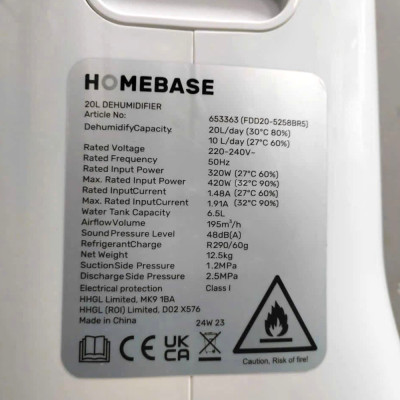 HOMEBASE
20L DEHUMIDIFIER
Article No: 653363 (FDD20-5258BR5)
DehumidifyCapacity 20L/day (30°C 80%)
10 L/day (27°C 60%)
Rated Voltage 220-240V~
Rated Frequency 50Hz
Rated Input Power 320W (27°C 60%)
Max. Rated Input Power 420W (32°C 90%)
Rated InputCurrent 1.48A (27°C 60%)
Max. Rated InputCurrent 1.91A (32°C 90%)
Water Tank Capacity 6.5L
Airflow Volume 195m³/h
Sound Pressure Level 48dB(A)
RefrigerantCharge R290/60g
Net Weight 12.5kg
SuctionSide Pressure 1.2MPa
Discharge Side Pressure 2.5MPa
Electrical protection Class I
HHGL Limited, MK9 1BA
HHGL (ROI) Limited, D02 X576
Made in China 24W 23
CE UK CA
Caution, Risk of fire!